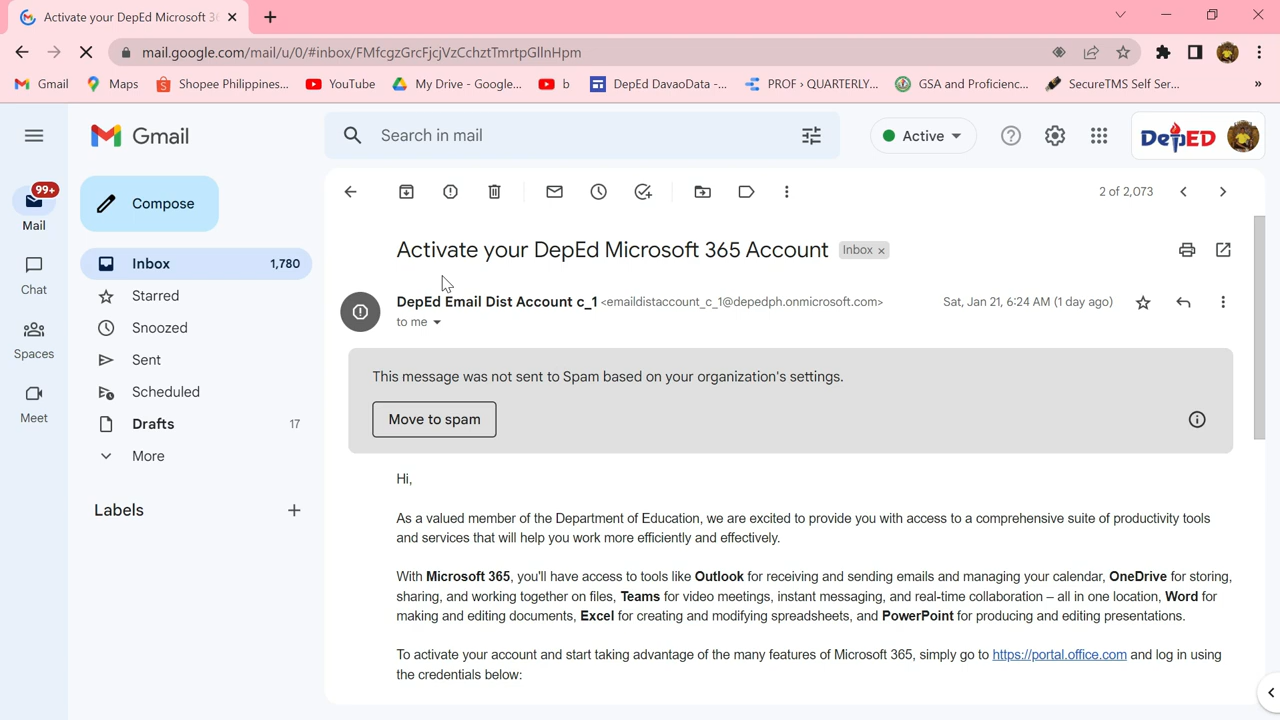 Activate your DepEd Microsoft 3
mail.google.com/mail/u/0/#inbox/FMfcgzGrcFjcjVzCchztTmrtpGllnHpm
Gmail Maps Shopee Philippines... YouTube My Drive - Google... b DepEd DavaoData -... PROF > QUARTERLY... GSA and Proficienc... SecureTMS Self Ser... »
Gmail
Search in mail
Active
DepED
99+
Mail
Chat
Spaces
Meet
Compose
Inbox 1,780
Starred
Snoozed
Sent
Scheduled
Drafts 17
More
Labels
2 of 2,073
Activate your DepEd Microsoft 365 Account Inbox x
DepEd Email Dist Account c_1 <emaildistaccount_c_1@depedph.onmicrosoft.com> Sat, Jan 21, 6:24 AM (1 day ago)
to me
This message was not sent to Spam based on your organization's settings.
Move to spam
Hi,
As a valued member of the Department of Education, we are excited to provide you with access to a comprehensive suite of productivity tools
and services that will help you work more efficiently and effectively.
With Microsoft 365, you'll have access to tools like Outlook for receiving and sending emails and managing your calendar, OneDrive for storing,
sharing, and working together on files, Teams for video meetings, instant messaging, and real-time collaboration – all in one location, Word for
making and editing documents, Excel for creating and modifying spreadsheets, and PowerPoint for producing and editing presentations.
To activate your account and start taking advantage of the many features of Microsoft 365, simply go to https://portal.office.com and log in using
the credentials below: